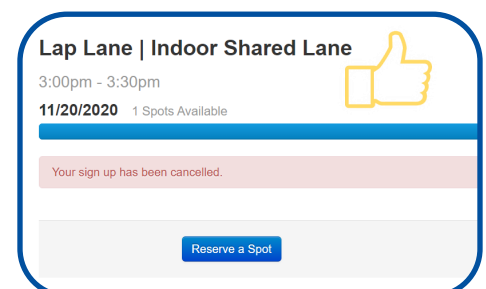 Lap Lane | Indoor Shared Lane
3:00pm - 3:30pm
11/20/2020 1 Spots Available
Your sign up has been cancelled.
Reserve a Spot